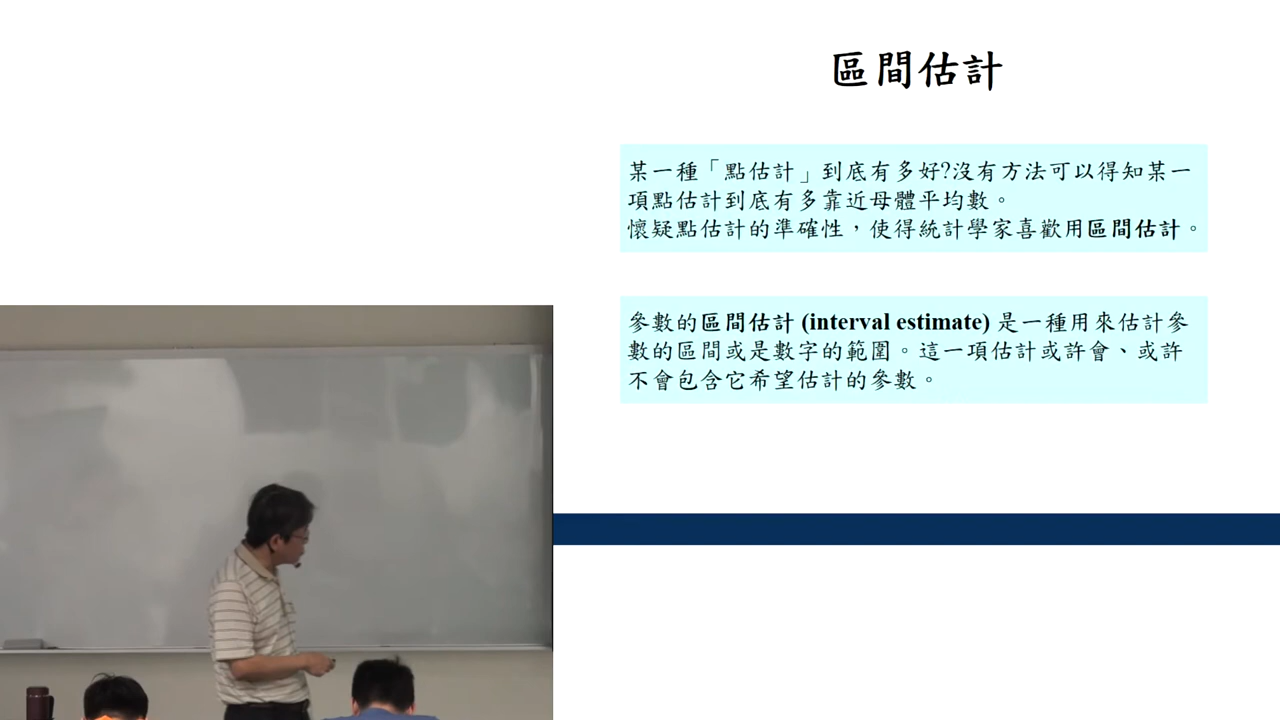 區間估計
某一種「點估計」到底有多好?沒有方法可以得知某一
項點估計到底有多靠近母體平均數。
懷疑點估計的準確性，使得統計學家喜歡用區間估計。
參數的區間估計 (interval estimate) 是一種用來估計參
數的區間或是數字的範圍。這一項估計或許會、或許
不會包含它希望估計的參數。